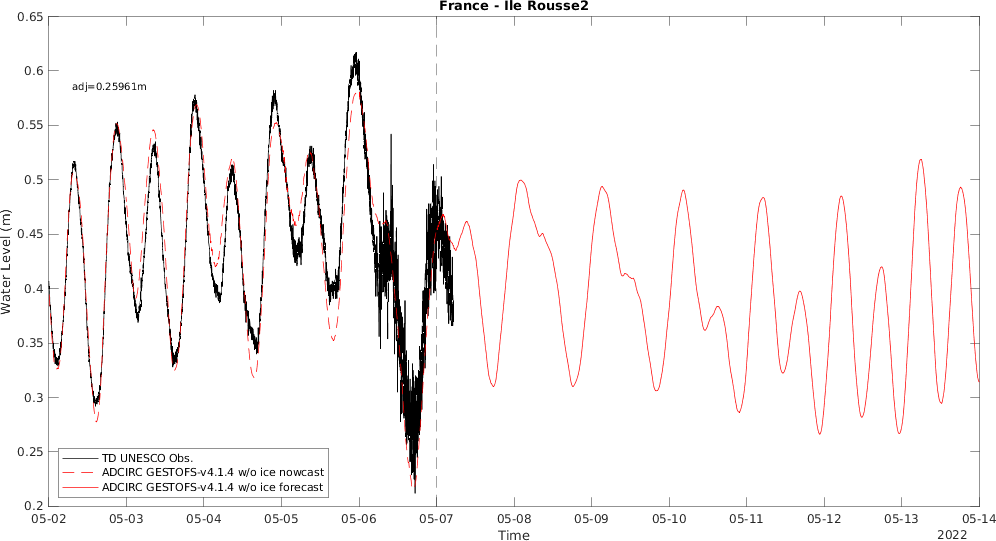 France - Ile Rousse2
0.65
0.6
0.55
0.5
0.45
0.4
0.35
0.3
0.25
0.2
Water Level (m)
adj=0.25961m
TD UNESCO Obs.
ADCIRC GESTOFS-v4.1.4 w/o ice nowcast
ADCIRC GESTOFS-v4.1.4 w/o ice forecast
05-02 05-03 05-04 05-05 05-06 05-07 05-08 05-09 05-10 05-11 05-12 05-13 05-14
Time
2022